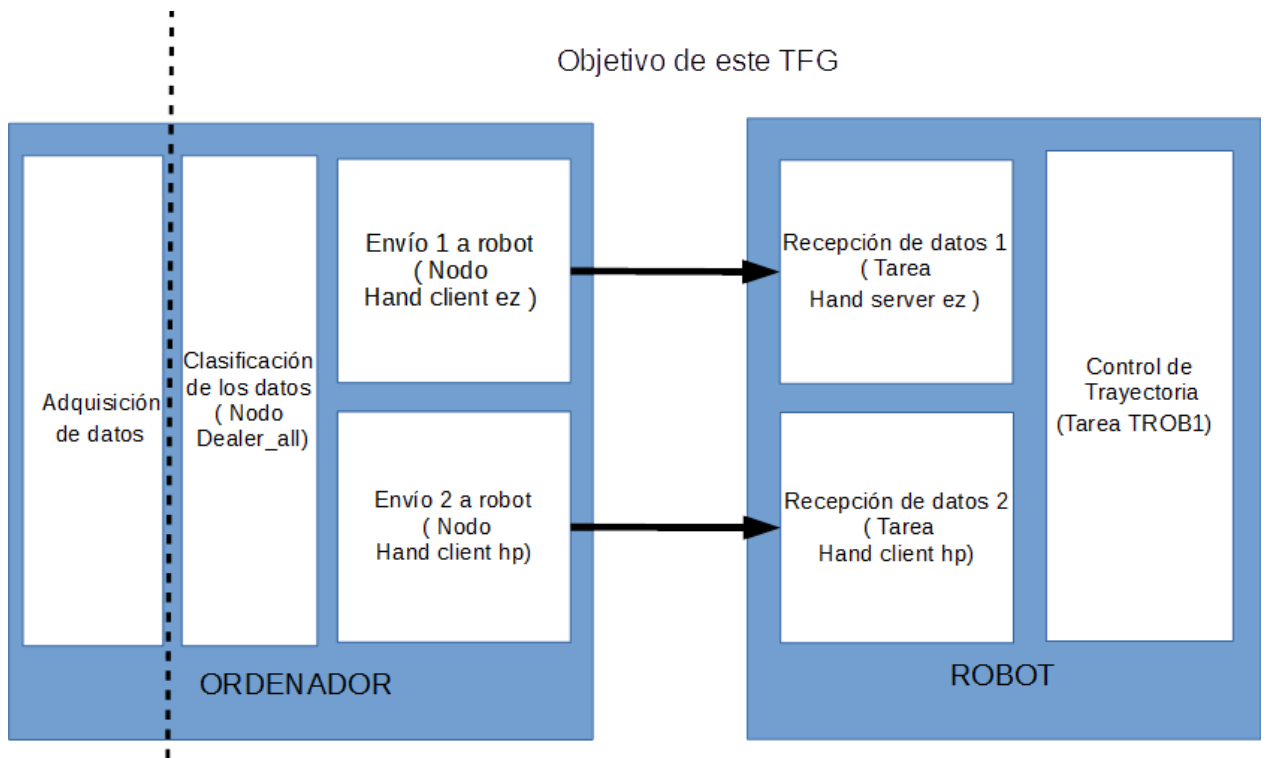 Objetivo de este TFG
Adquisición
de datos
Clasificación
de los datos
( Nodo
Dealer_all)
Envío 1 a robot
( Nodo
Hand client ez )
Envío 2 a robot
( Nodo
Hand client hp)
ORDENADOR
Recepción de datos 1
( Tarea
Hand server ez )
Recepción de datos 2
( Tarea
Hand client hp)
Control de
Trayectoria
(Tarea TROB1)
ROBOT